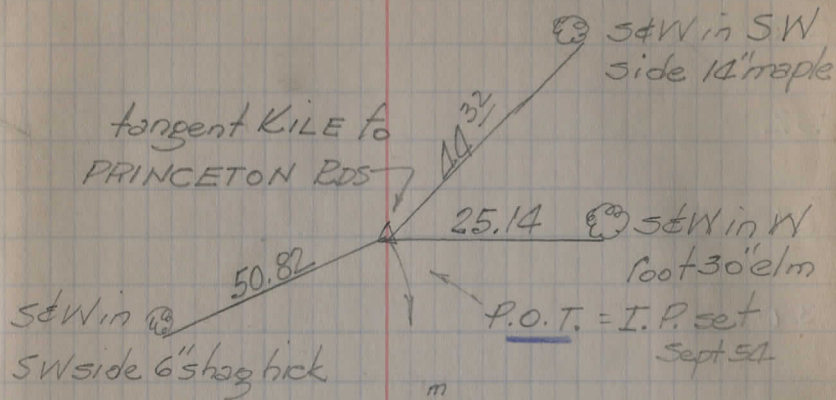 S&W in SW
side 14" maple
44 32
tangent KILE to
PRINCETON RDS
25.14
S&W in W
root 30" elm
50.82
P.O.T. = I.P. set
Sept 54
S&W in
SW side 6" shag hick
m